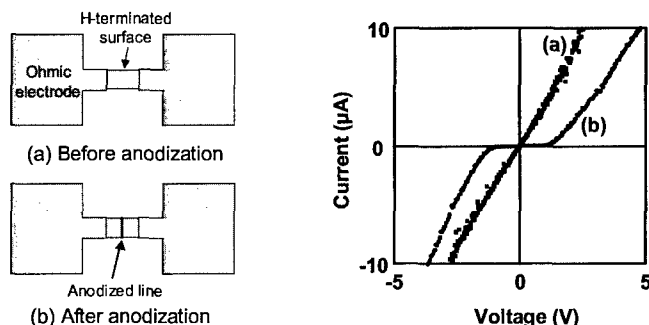 H-terminated
surface
Ohmic
electrode
(a) Before anodization
Anodized line
(b) After anodization
10
(a)
(b)
0
-10
-5
0
5
Current (µA)
Voltage (V)